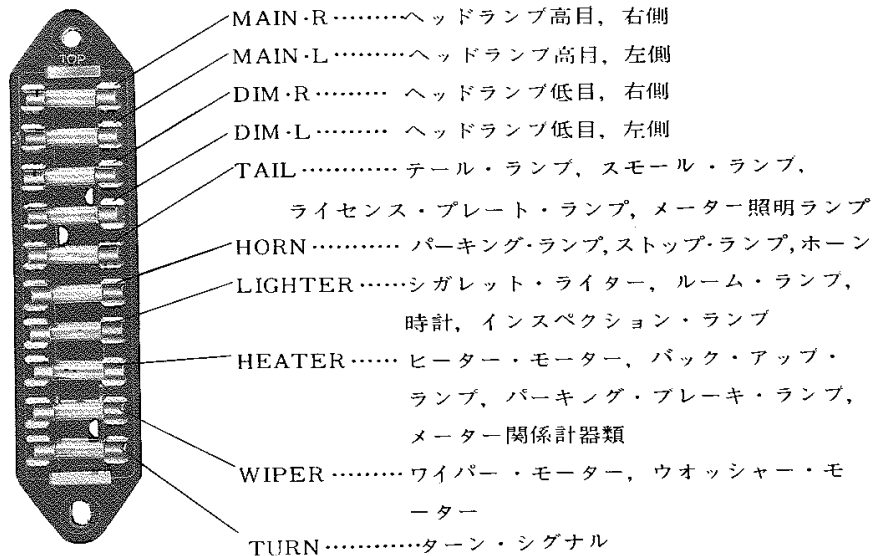 TOP
MAIN·R………ヘッドランプ高目, 右側
MAIN·L………ヘッドランプ高目, 左側
DIM·R……… ヘッドランプ低目, 右側
DIM·L……… ヘッドランプ低目, 左側
TAIL………… テール・ランプ, スモール・ランプ,
ライセンス・プレート・ランプ, メーター照明ランプ
HORN………… パーキング・ランプ, ストップ・ランプ, ホーン
LIGHTER……シガレット・ライター, ルーム・ランプ,
時計, インスペクション・ランプ
HEATER…… ヒーター・モーター, バック・アップ・
ランプ, パーキング・ブレーキ・ランプ,
メーター関係計器類
WIPER………ワイパー・モーター, ウオッシャー・モ
ーター
TURN…………ターン・シグナル